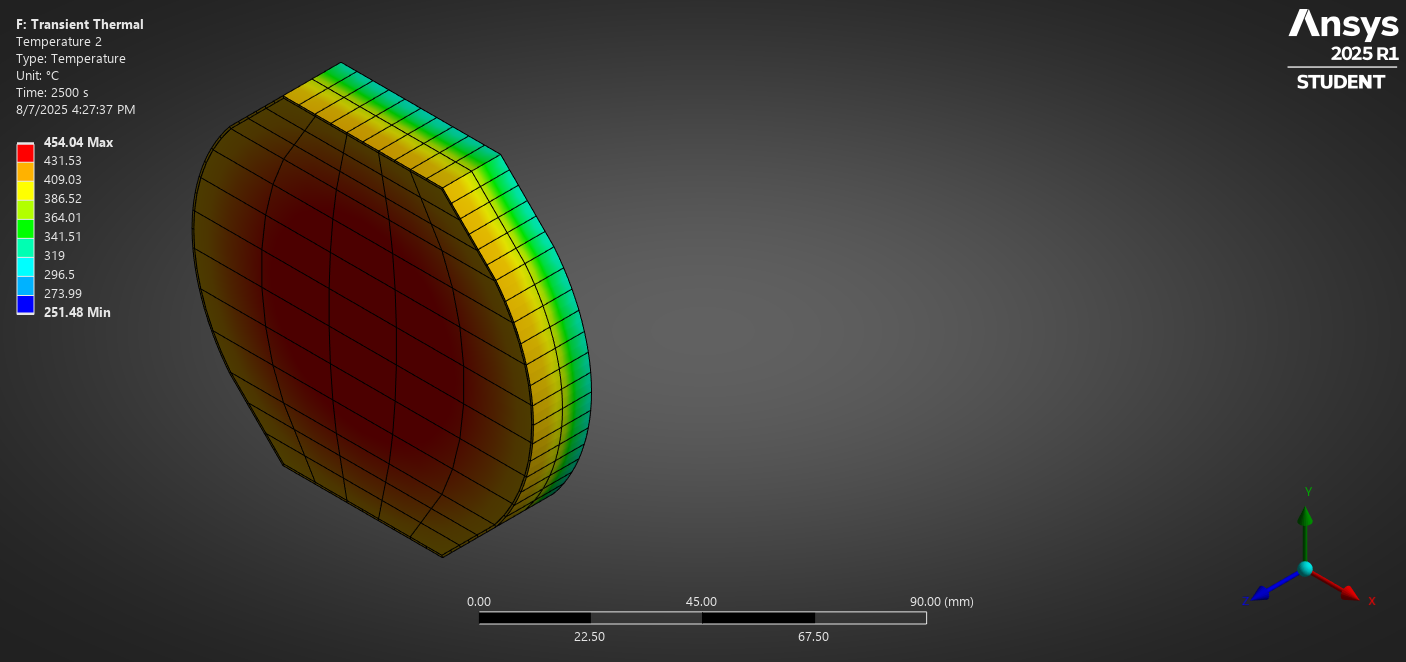 F: Transient Thermal
Temperature 2
Type: Temperature
Unit: °C
Time: 2500 s
8/7/2025 4:27:37 PM
454.04 Max
431.53
409.03
386.52
364.01
341.51
319
296.5
273.99
251.48 Min
Ansys
2025 R1
STUDENT
0.00 45.00 90.00 (mm)
22.50 67.50
Y
Z X